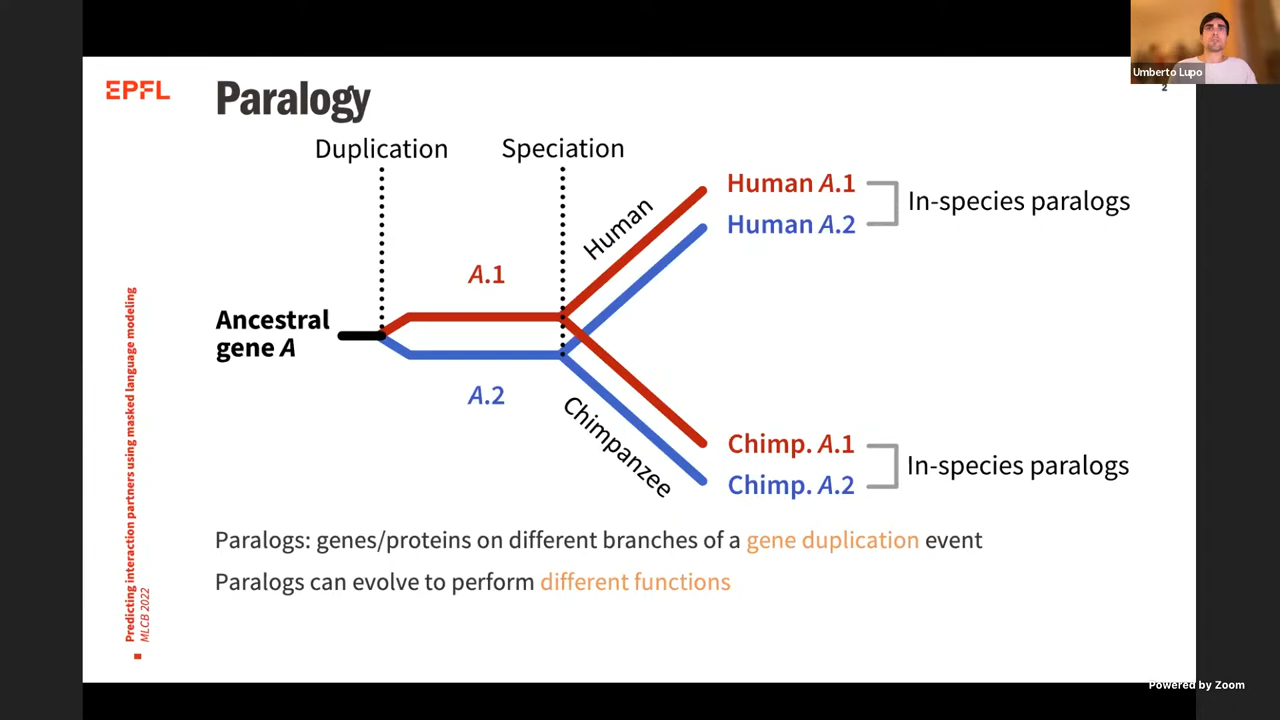 Umberto Lupo
2
EPFL
Paralogy
Duplication
Speciation
Human
Human A.1
Human A.2
In-species paralogs
A.1
Ancestral
gene A
A.2
Chimpanzee
Chimp. A.1
Chimp. A.2
In-species paralogs
Predicting interaction partners using masked language modeling
MLCB 2022
Paralogs: genes/proteins on different branches of a gene duplication event
Paralogs can evolve to perform different functions
Powered by Zoom